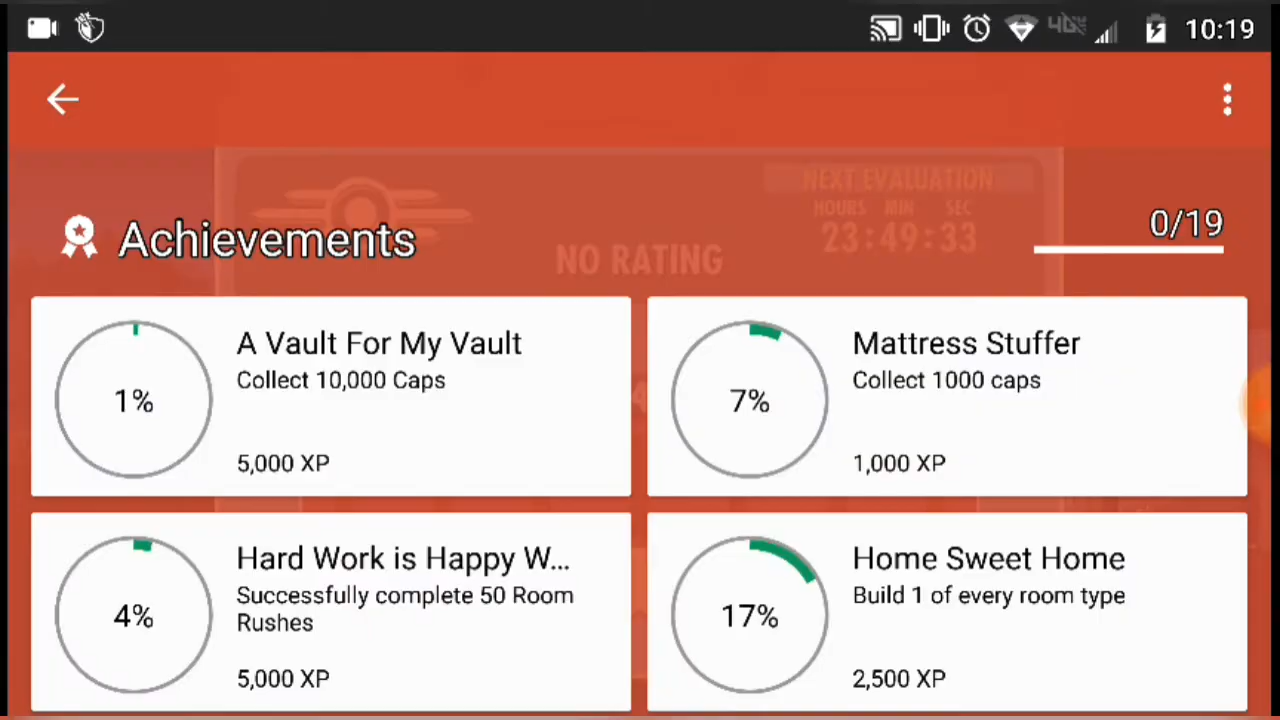 10:19
NEXT EVALUATION
HOURS MIN SEC
23:49:33
NO RATING
Achievements
0/19
1%
A Vault For My Vault
Collect 10,000 Caps
5,000 XP
7%
Mattress Stuffer
Collect 1000 caps
1,000 XP
4%
Hard Work is Happy W...
Successfully complete 50 Room
Rushes
5,000 XP
17%
Home Sweet Home
Build 1 of every room type
2,500 XP